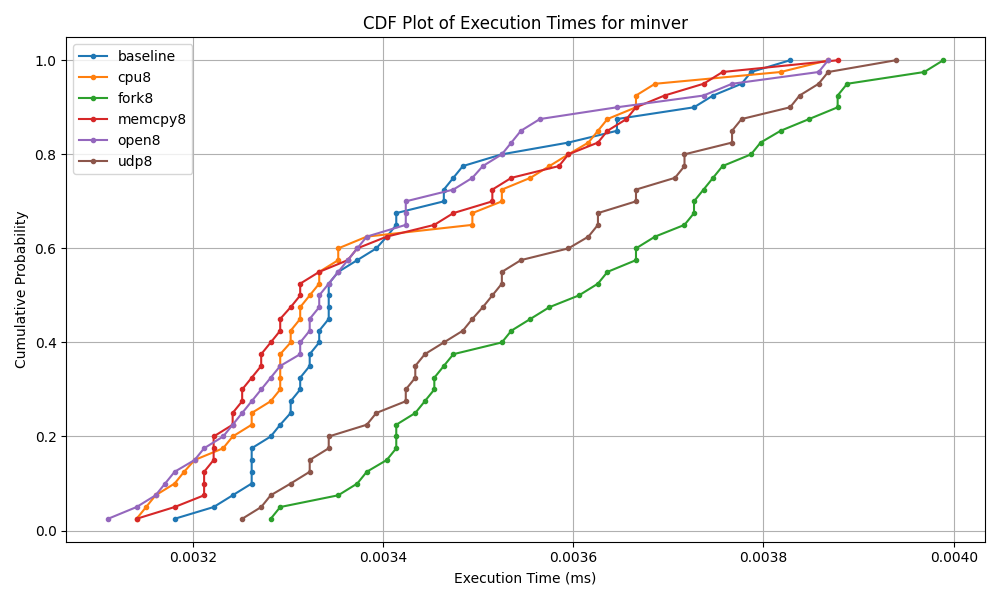 CDF Plot of Execution Times for minver
baseline
cpu8
fork8
memcpy8
open8
udp8
1.0
0.8
0.6
0.4
0.2
0.0
Cumulative Probability
0.0032 0.0034 0.0036 0.0038 0.0040
Execution Time (ms)